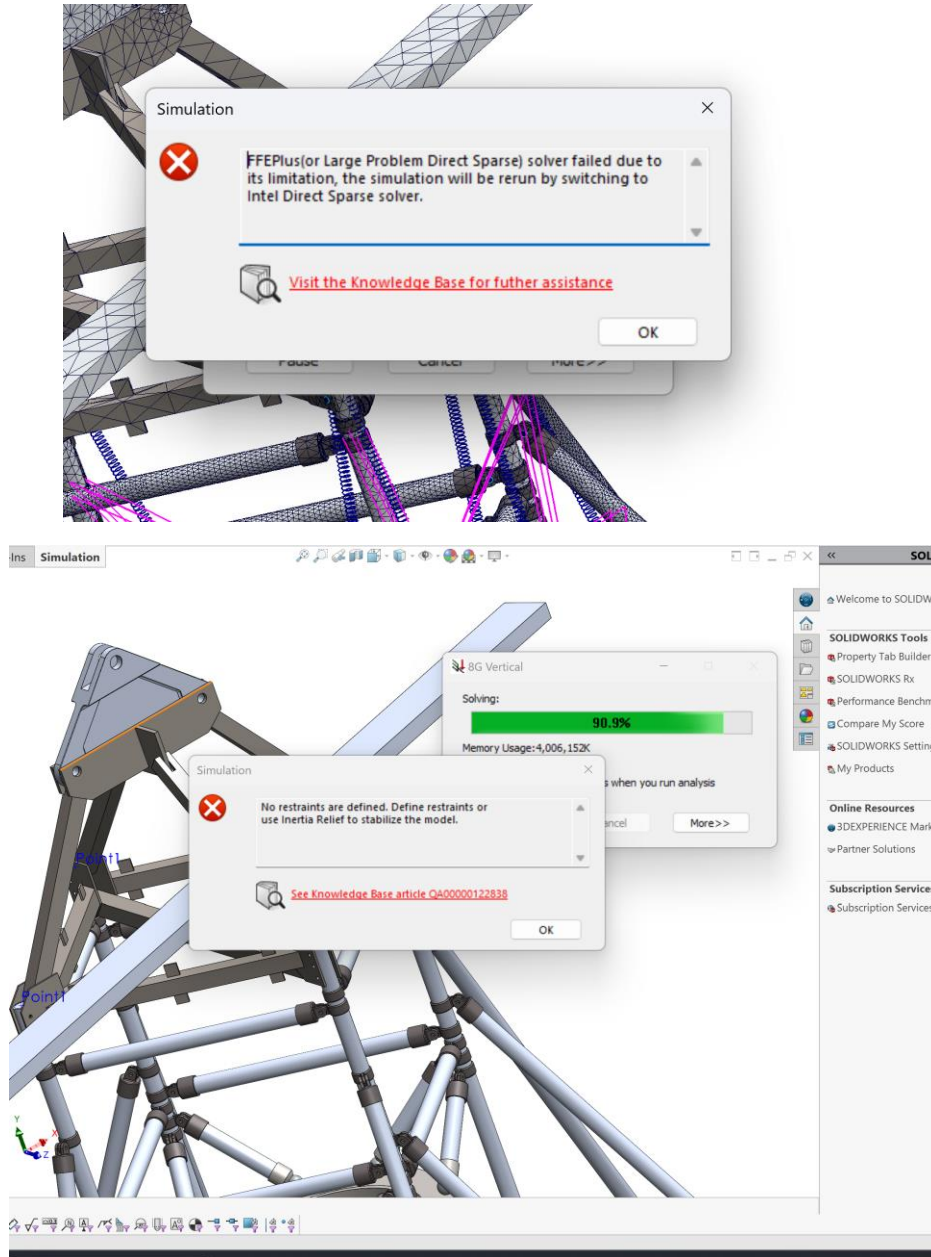 Simulation
FFEPlus(or Large Problem Direct Sparse) solver failed due to
its limitation, the simulation will be rerun by switching to
Intel Direct Sparse solver.
Visit the Knowledge Base for futher assistance
OK
Pause Cancel More>>
-Ins Simulation
SOL
Welcome to SOLIDW
SOLIDWORKS Tools
Property Tab Builder
SOLIDWORKS Rx
Performance Benchm
Compare My Score
SOLIDWORKS Setting
My Products
Online Resources
3DEXPERIENCE Mark
Partner Solutions
Subscription Service
Subscription Services
8G Vertical
Solving:
90.9%
Memory Usage:4,006,152K
s when you run analysis
ancel More>>
Simulation
No restraints are defined. Define restraints or
use Inertia Relief to stabilize the model.
See Knowledge Base article QA00000122838
OK
Point1
Point1
Y
X
Z